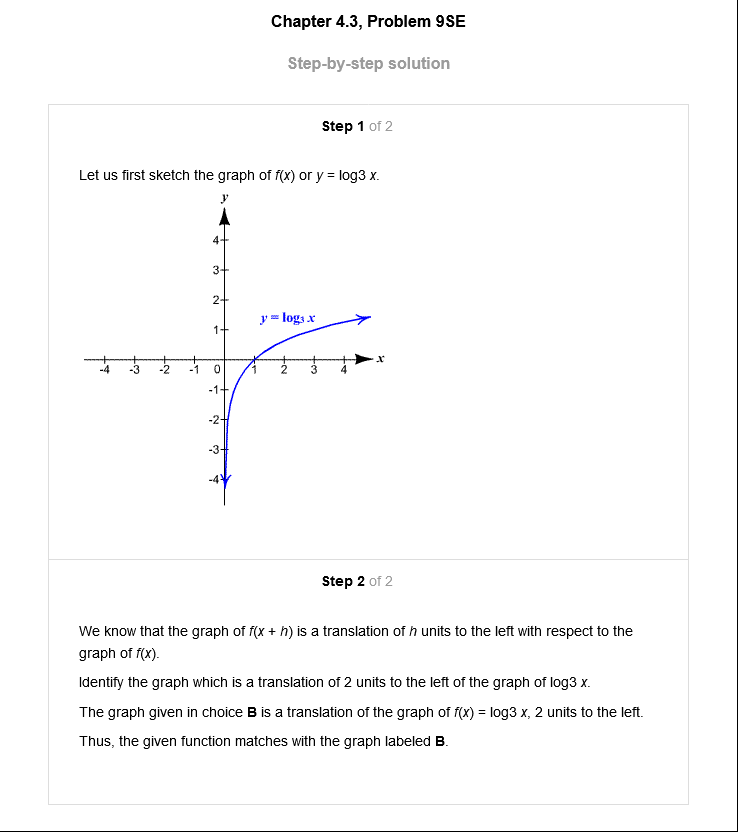 Chapter 4.3, Problem 9SE
Step-by-step solution
Step 1 of 2
Let us first sketch the graph of f(x) or y = log3 x.
y
4
3
2
y = log₃ x
1
x
-4 -3 -2 -1 0 1 2 3 4
-1
-2
-3
-4
Step 2 of 2
We know that the graph of f(x + h) is a translation of h units to the left with respect to the
graph of f(x).
Identify the graph which is a translation of 2 units to the left of the graph of log3 x.
The graph given in choice B is a translation of the graph of f(x) = log3 x, 2 units to the left.
Thus, the given function matches with the graph labeled B.